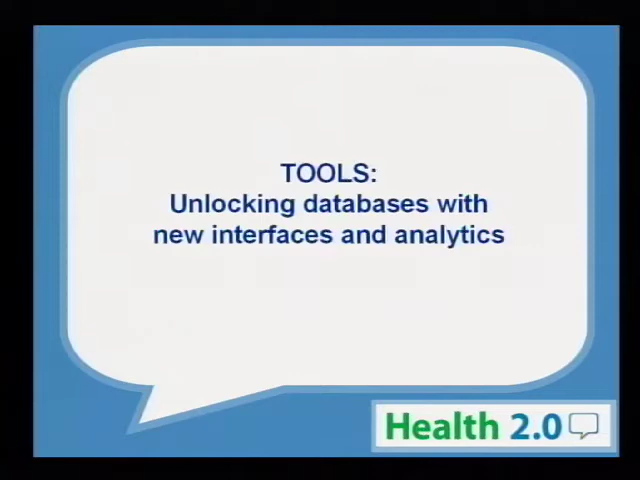 TOOLS:
Unlocking databases with
new interfaces and analytics
Health 2.0